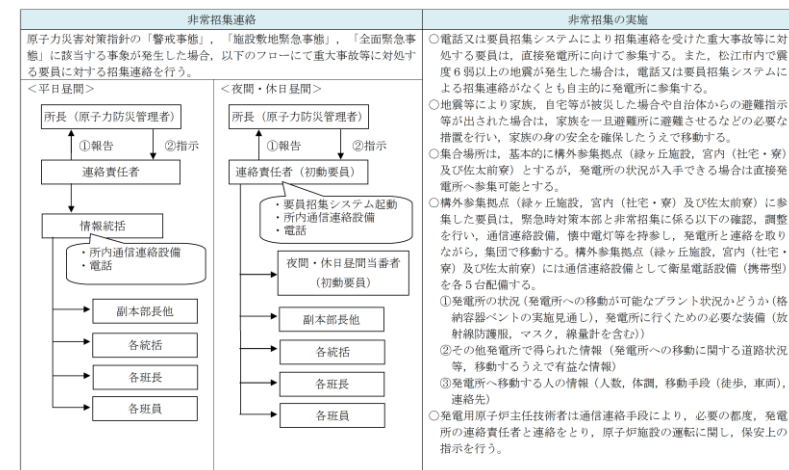 非常招集連絡
原子力災害対策指針の「警戒事態」,「施設敷地緊急事態」,「全面緊急事
態」に該当する事象が発生した場合,以下のフローにて重大事故等に対処す
る要員に対する招集連絡を行う。
<平日昼間>
所長(原子力防災管理者)
①報告
②指示
連絡責任者
情報統括
・所内通信連絡設備
・電話
副本部長他
各統括
各班長
各班員
<夜間・休日昼間>
所長(原子力防災管理者)
①報告
②指示
連絡責任者(初動要員)
・要員招集システム起動
・所内通信連絡設備
・電話
夜間・休日昼間当番者
(初動要員)
副本部長他
各統括
各班長
各班員
非常招集の実施
○電話又は要員招集システムにより招集連絡を受けた重大事故等に対
処する要員は,直接発電所に向けて参集する。また,松江市内で震
度6弱以上の地震が発生した場合は,電話又は要員招集システムに
よる招集連絡がなくとも自主的に発電所に参集する。
○地震等により家族,自宅等が被災した場合や自治体からの避難指示
等が出された場合は,家族を一旦避難所に避難させるなどの必要な
措置を行い,家族の身の安全を確保したうえで移動する。
○集合場所は,基本的に構外参集拠点(緑ヶ丘施設,宮内(社宅・寮)
及び佐太前寮)とするが,発電所の状況が入手できる場合は直接発
電所へ参集可能とする。
○構外参集拠点(緑ヶ丘施設,宮内(社宅・寮)及び佐太前寮)に参
集した要員は,緊急時対策本部と非常招集に係る以下の確認,調整
を行い,通信連絡設備,懐中電灯等を持参し,発電所と連絡を取り
ながら,集団で移動する。構外参集拠点(緑ヶ丘施設,宮内(社宅・
寮)及び佐太前寮)には通信連絡設備として衛星電話設備(携帯型)
を各5台配備する。
①発電所の状況(発電所への移動が可能なプラント状況かどうか(格
納容器ベントの実施見通し),発電所に行くための必要な装備(放
射線防護服,マスク,線量計を含む))
②その他発電所で得られた情報(発電所への移動に関する道路状況
等,移動するうえで有益な情報)
③発電所へ移動する人の情報(人数,体調,移動手段(徒歩,車両),
連絡先)
○発電用原子炉主任技術者は通信連絡手段により,必要の都度,発電
所の連絡責任者と連絡をとり,原子炉施設の運転に関し,保安上の
指示を行う。